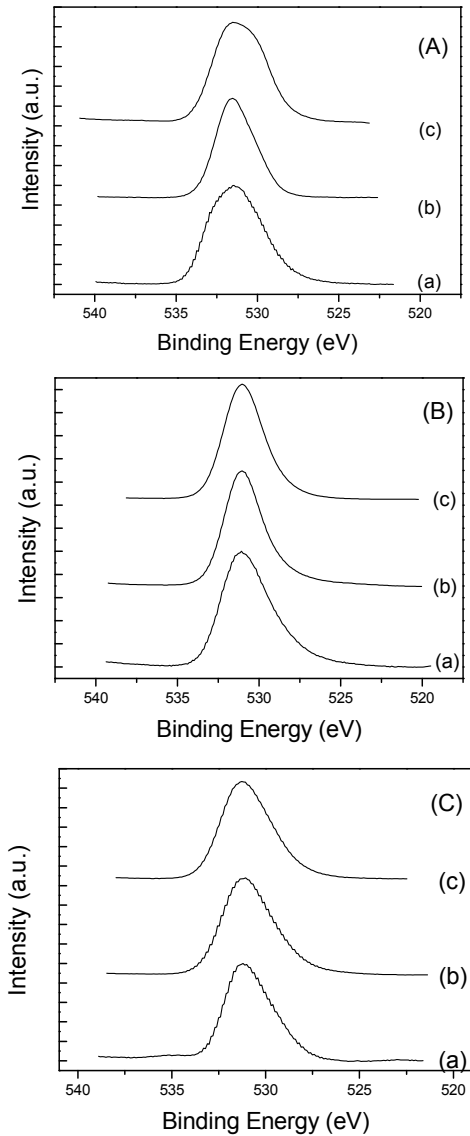 (A)
(c)
(b)
(a)
Intensity (a.u.)
540 535 530 525 520
Binding Energy (eV)
(B)
(c)
(b)
(a)
Intensity (a.u.)
540 535 530 525 520
Binding Energy (eV)
(C)
(c)
(b)
(a)
Intensity (a.u.)
540 535 530 525 520
Binding Energy (eV)